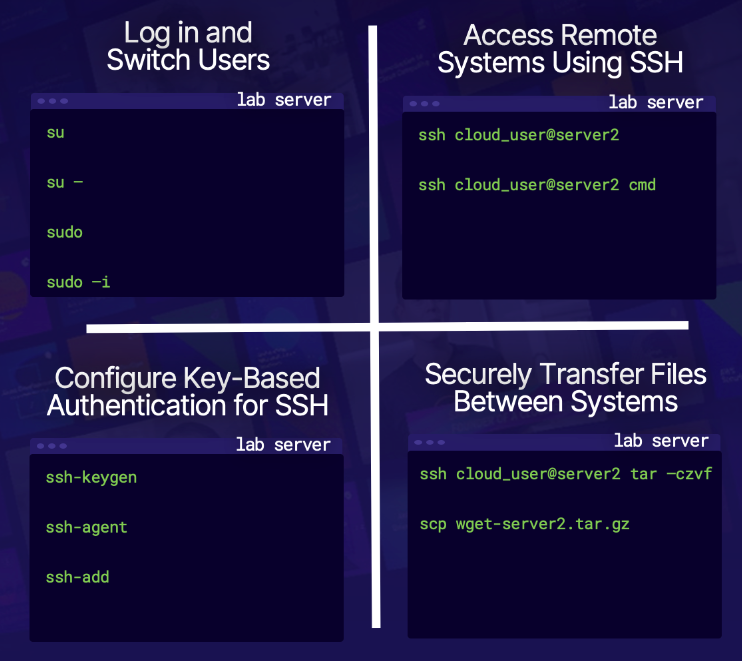 Log in and
Switch Users
lab server
su
su –
sudo
sudo –i
Access Remote
Systems Using SSH
lab server
ssh cloud_user@server2
ssh cloud_user@server2 cmd
Configure Key-Based
Authentication for SSH
lab server
ssh-keygen
ssh-agent
ssh-add
Securely Transfer Files
Between Systems
lab server
ssh cloud_user@server2 tar –czvf
scp wget-server2.tar.gz